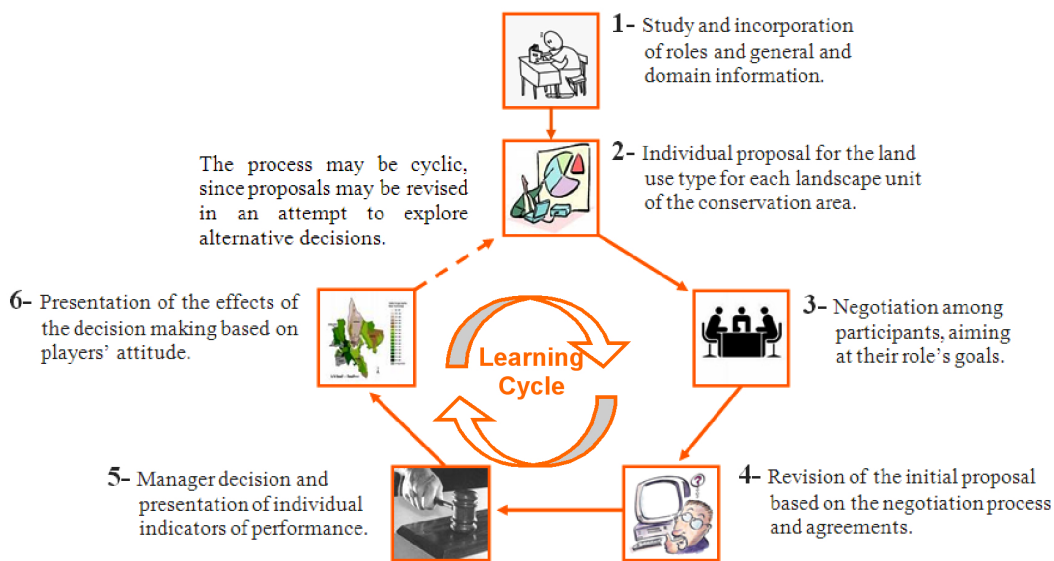 1- Study and incorporation
of roles and general and
domain information.
2- Individual proposal for the land
use type for each landscape unit
of the conservation area.
The process may be cyclic,
since proposals may be revised
in an attempt to explore
alternative decisions.
3- Negotiation among
participants, aiming
at their role's goals.
6- Presentation of the effects of
the decision making based on
players' attitude.
Learning
Cycle
4- Revision of the initial proposal
based on the negotiation process
and agreements.
5- Manager decision and
presentation of individual
indicators of performance.
?